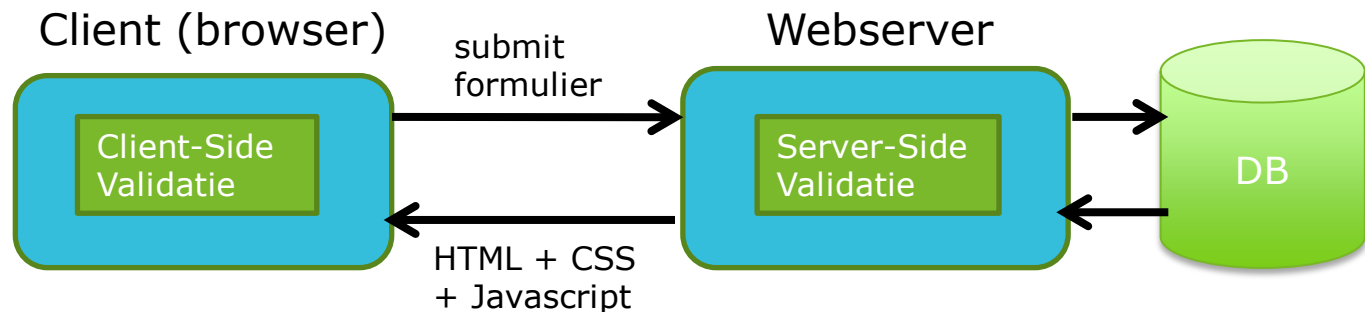 Client (browser)
submit
formulier
Webserver
Client-Side
Validatie
Server-Side
Validatie
DB
HTML + CSS
+ Javascript